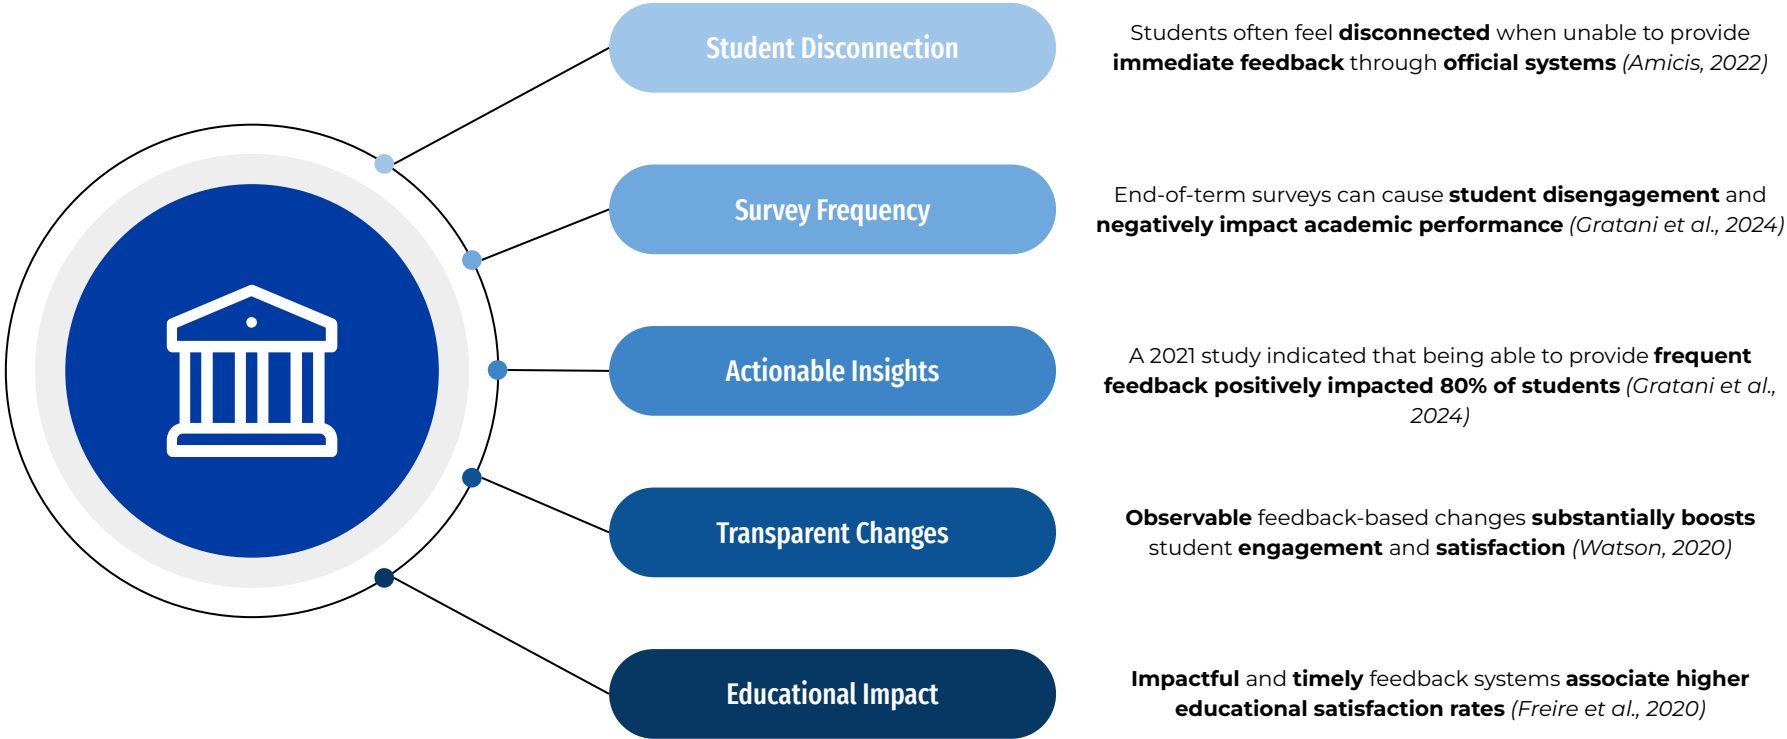 Student Disconnection
Students often feel disconnected when unable to provide
immediate feedback through official systems (Amicis, 2022)
Survey Frequency
End-of-term surveys can cause student disengagement and
negatively impact academic performance (Gratani et al., 2024)
Actionable Insights
A 2021 study indicated that being able to provide frequent
feedback positively impacted 80% of students (Gratani et al.,
2024)
Transparent Changes
Observable feedback-based changes substantially boosts
student engagement and satisfaction (Watson, 2020)
Educational Impact
Impactful and timely feedback systems associate higher
educational satisfaction rates (Freire et al., 2020)